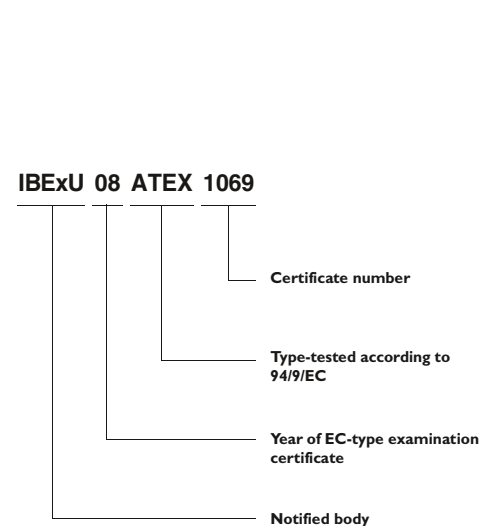 IBExU 08 ATEX 1069
Certificate number
Type-tested according to
94/9/EC
Year of EC-type examination
certificate
Notified body